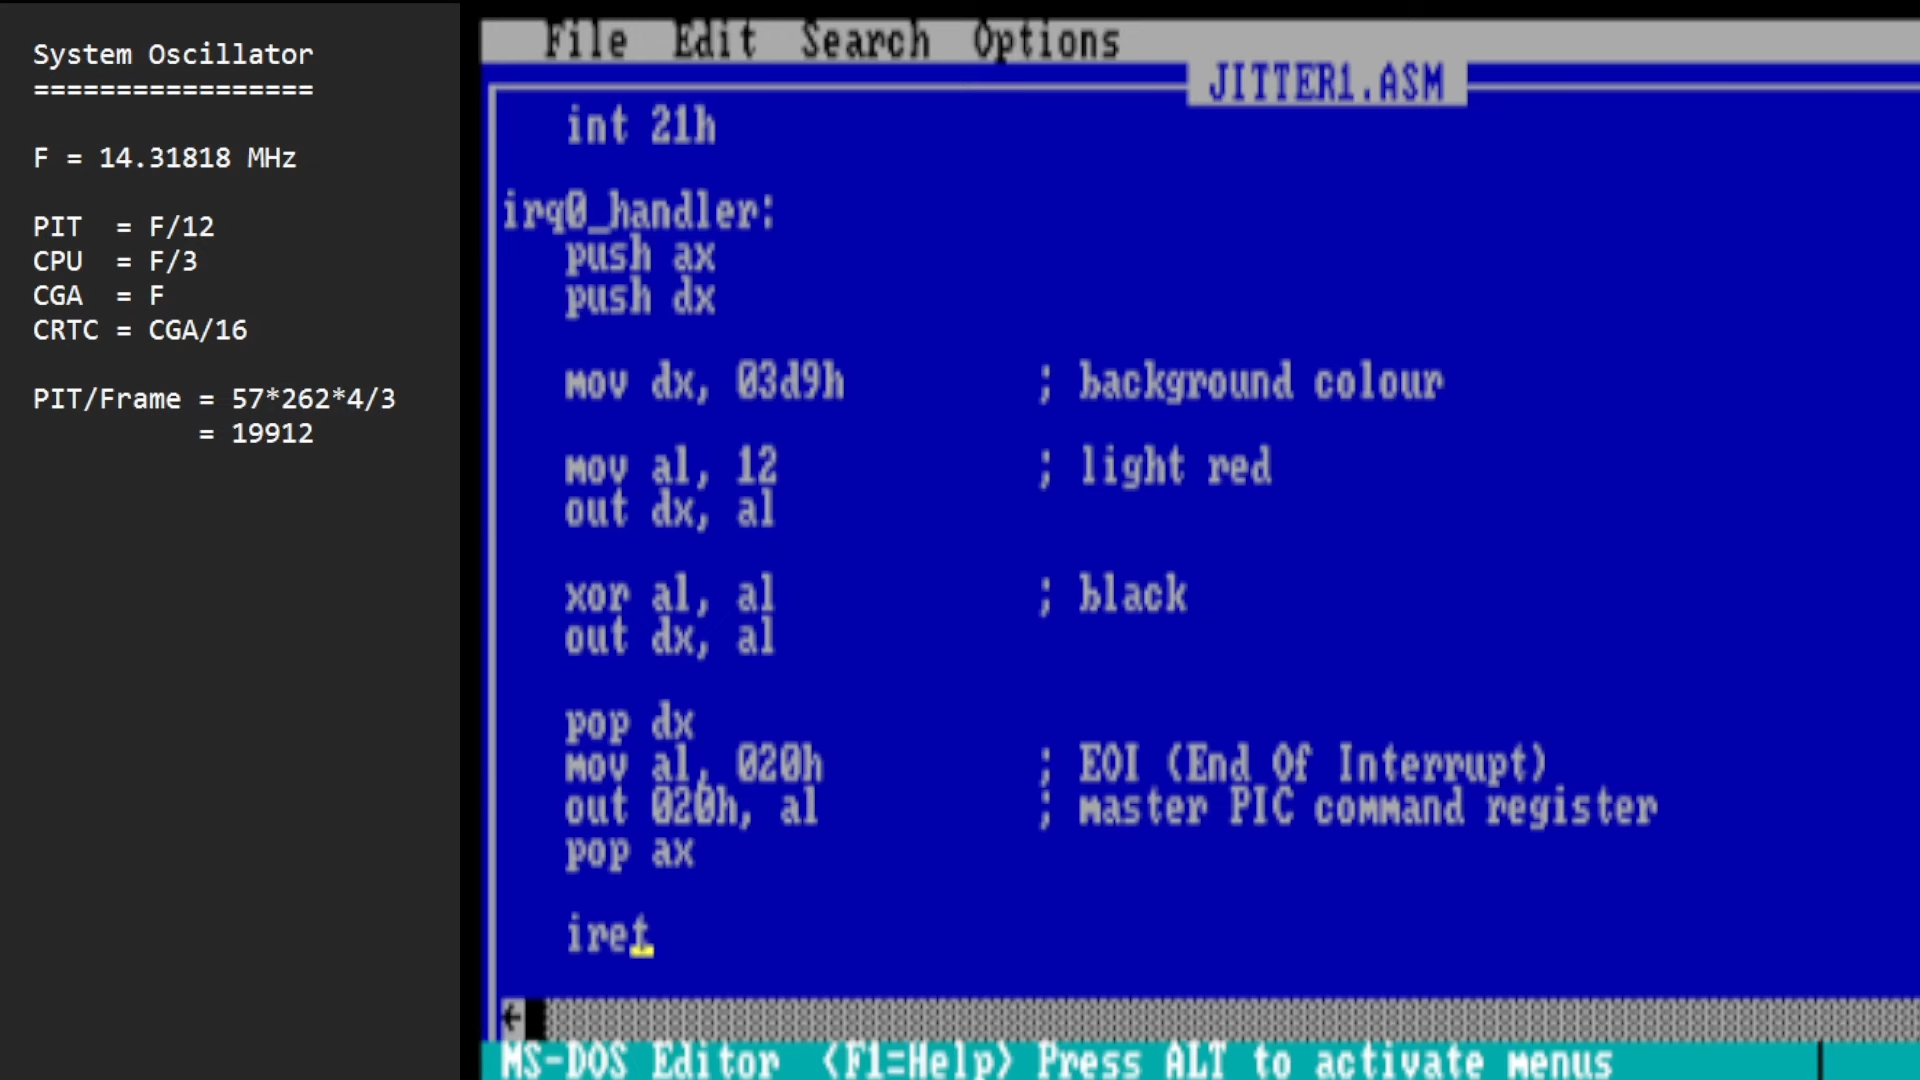 System Oscillator
=================
F = 14.31818 MHz
PIT  = F/12
CPU  = F/3
CGA  = F
CRTC = CGA/16
PIT/Frame = 57*262*4/3
= 19912
File  Edit  Search  Options
JITTER1.ASM
int 21h
irq0_handler:
push ax
push dx
mov dx, 03d9h ; background colour
mov al, 12 ; light red
out dx, al
xor al, al ; black
out dx, al
pop dx
mov al, 020h ; EOI (End Of Interrupt)
out 020h, al ; master PIC command register
pop ax
iret
←
MS-DOS Editor  <F1=Help> Press ALT to activate menus